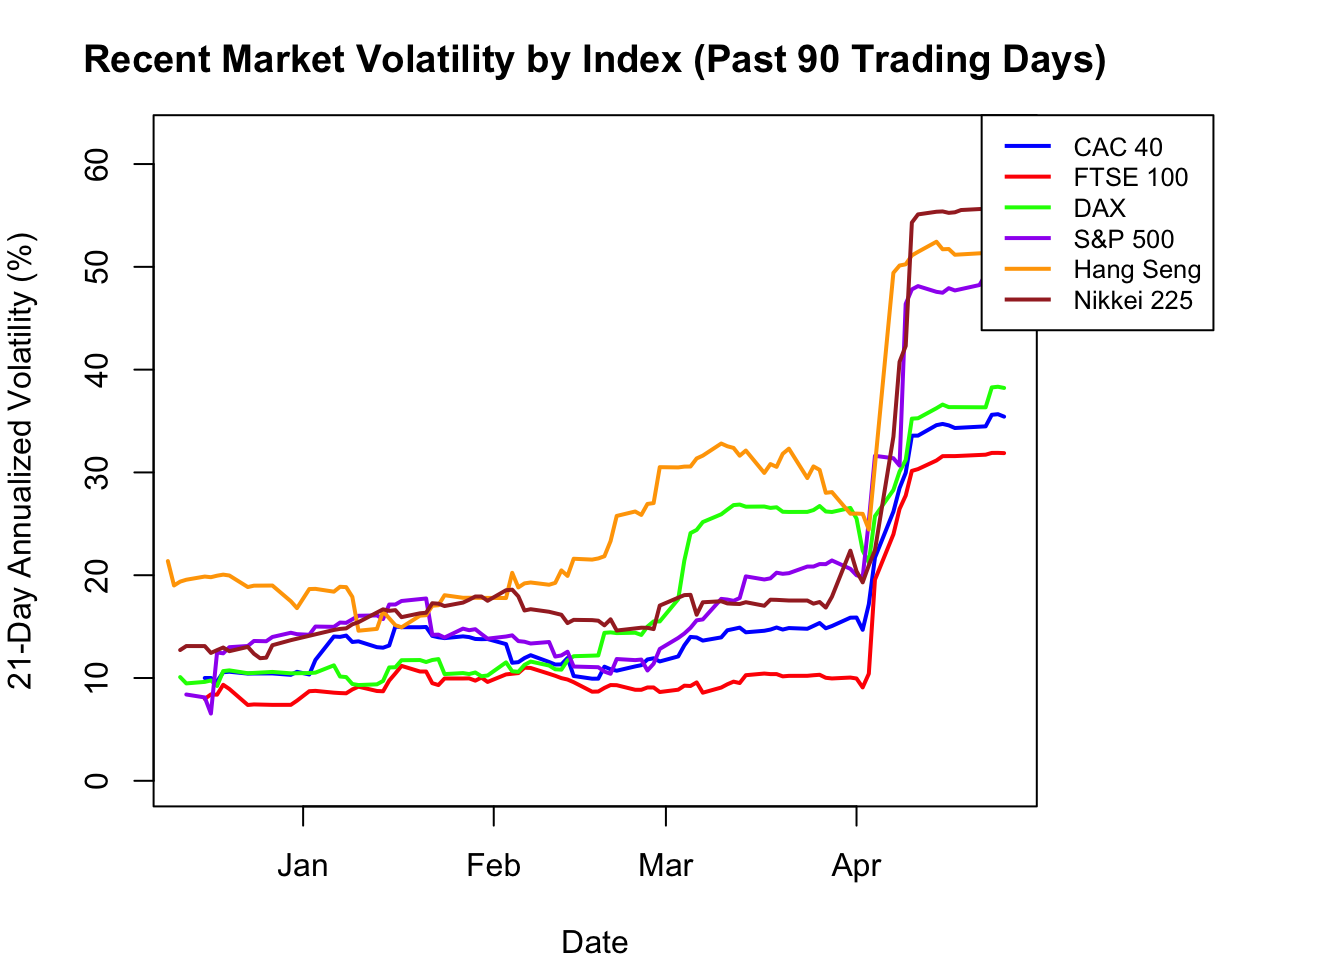 Recent Market Volatility by Index (Past 90 Trading Days)
CAC 40
FTSE 100
DAX
S&P 500
Hang Seng
Nikkei 225
21-Day Annualized Volatility (%)
60
50
40
30
20
10
0
Jan Feb Mar Apr
Date